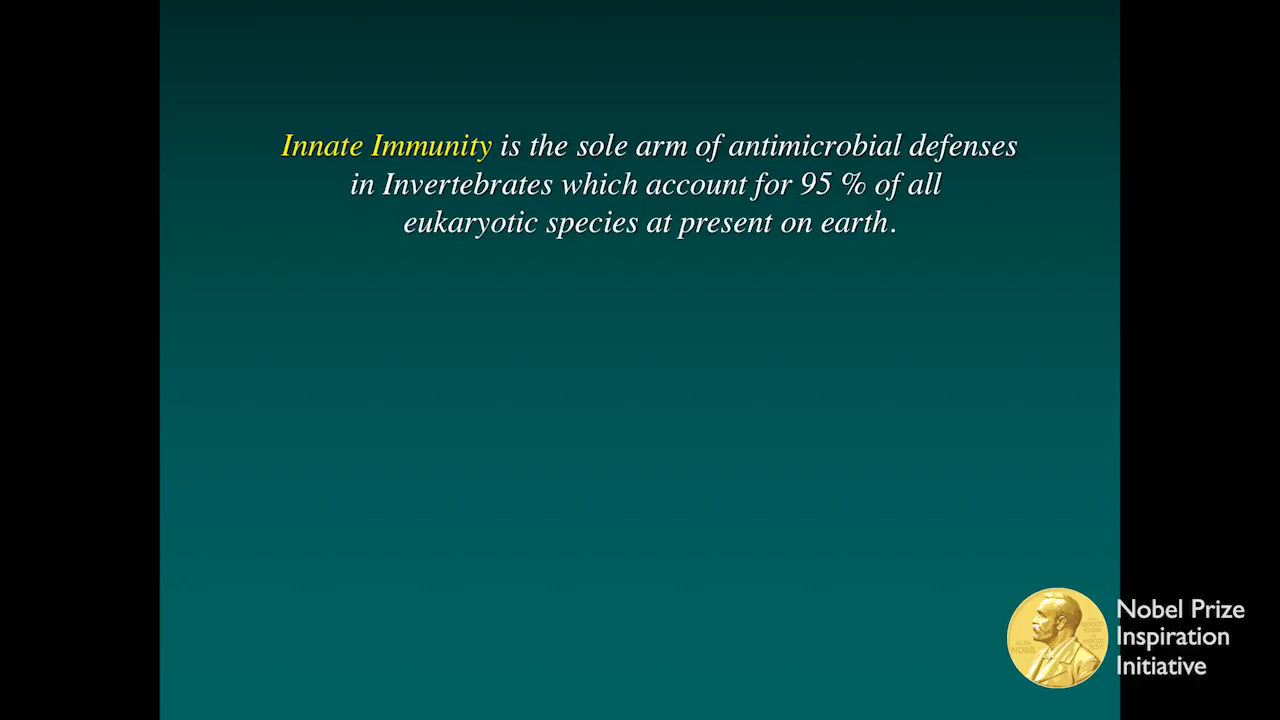 Innate Immunity is the sole arm of antimicrobial defenses
in Invertebrates which account for 95 % of all
eukaryotic species at present on earth.
Nobel Prize
Inspiration
Initiative